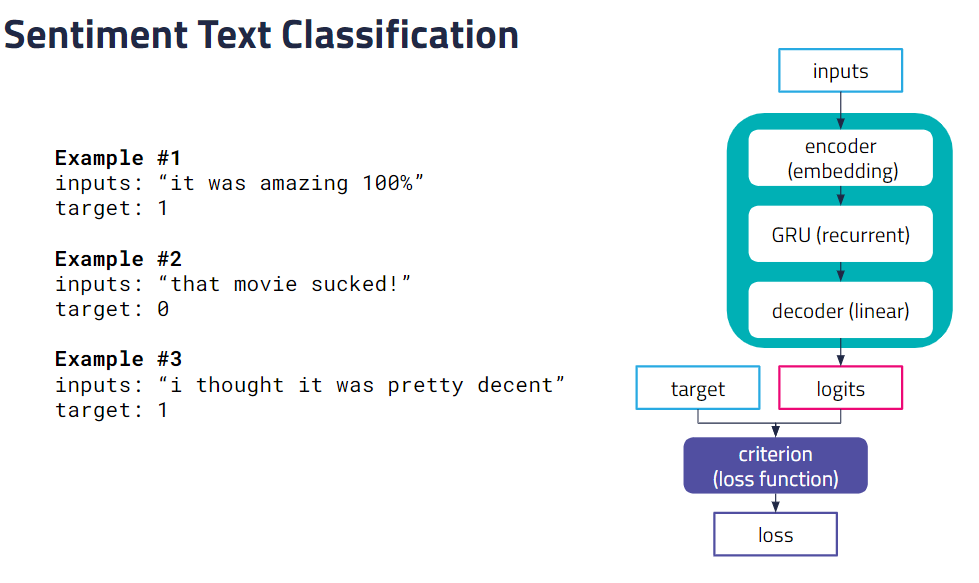 Sentiment Text Classification
Example #1
inputs: “it was amazing 100%”
target: 1
Example #2
inputs: “that movie sucked!”
target: 0
Example #3
inputs: “i thought it was pretty decent”
target: 1
inputs
encoder
(embedding)
GRU (recurrent)
decoder (linear)
target
logits
criterion
(loss function)
loss